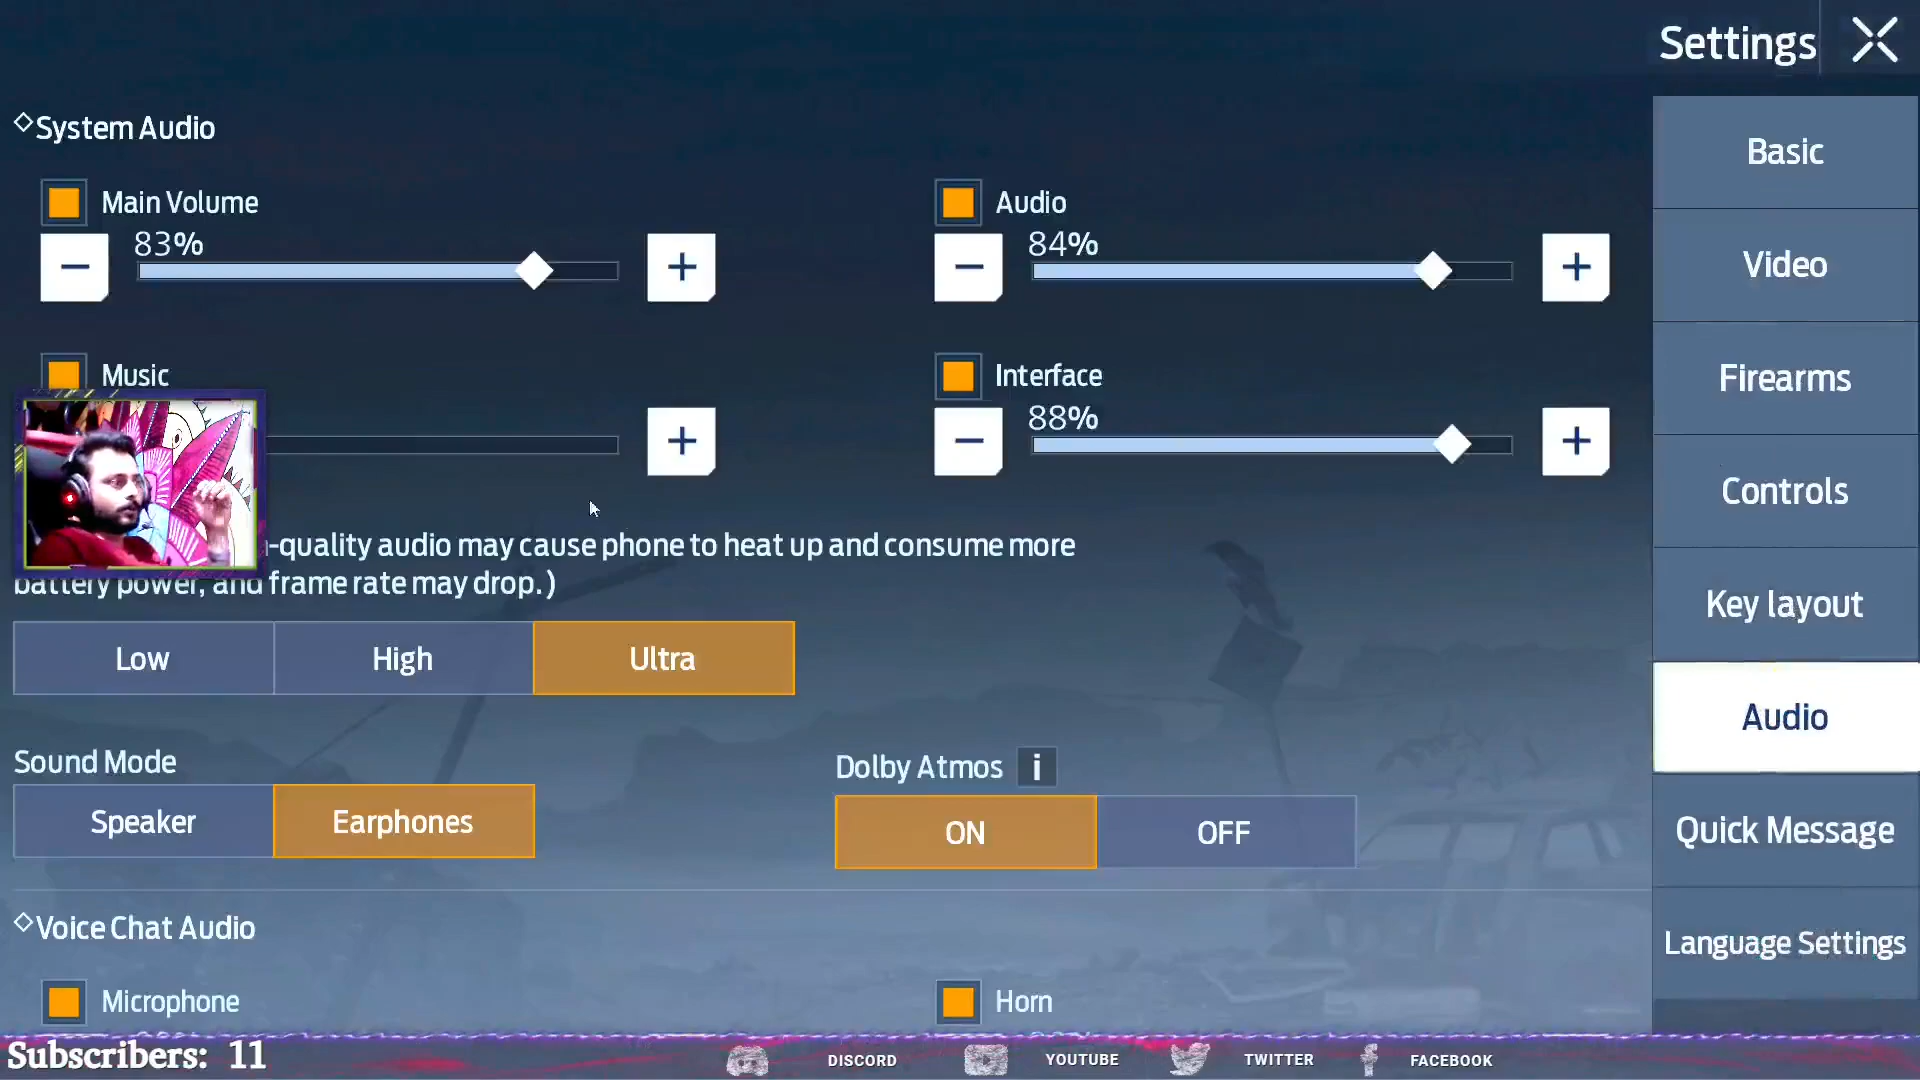 Settings
System Audio
Main Volume
83%
Audio
84%
Music
Interface
88%
-quality audio may cause phone to heat up and consume more
battery power, and frame rate may drop.)
Low
High
Ultra
Sound Mode
Speaker
Earphones
Dolby Atmos
i
ON
OFF
Voice Chat Audio
Microphone
Horn
Basic
Video
Firearms
Controls
Key layout
Audio
Quick Message
Language Settings
Subscribers: 11
DISCORD
YOUTUBE
TWITTER
FACEBOOK